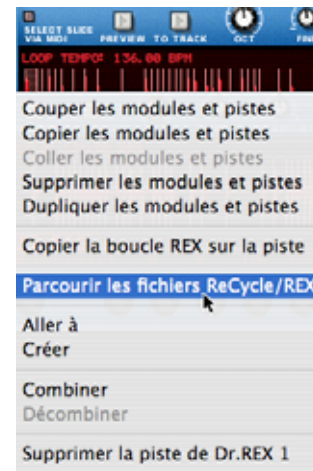 SELECT SLICE
VIA MIDI
PREVIEW
TO TRACK
OCT
LOOP TEMPO: 136.00 BPM
Couper les modules et pistes
Copier les modules et pistes
Coller les modules et pistes
Supprimer les modules et pistes
Dupliquer les modules et pistes
Copier la boucle REX sur la piste
Parcourir les fichiers ReCycle/REX
Aller à
Créer
Combiner
Décombiner
Supprimer la piste de Dr.REX 1